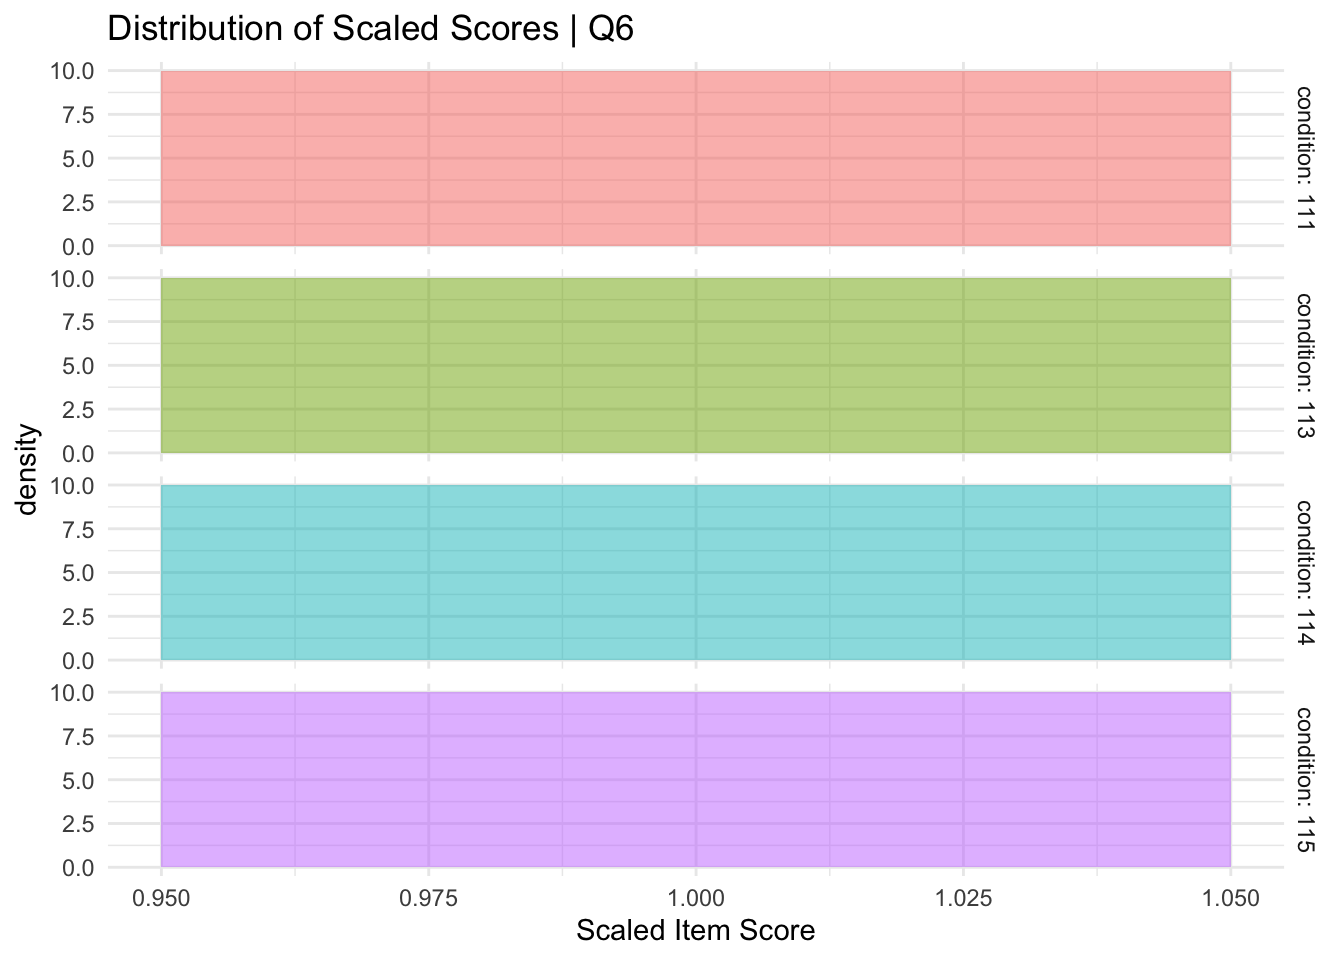 Distribution of Scaled Scores | Q6
10.0
7.5
5.0
2.5
0.0
condition: 111
10.0
7.5
5.0
2.5
0.0
condition: 113
density
10.0
7.5
5.0
2.5
0.0
condition: 114
10.0
7.5
5.0
2.5
0.0
condition: 115
0.950 0.975 1.000 1.025 1.050
Scaled Item Score